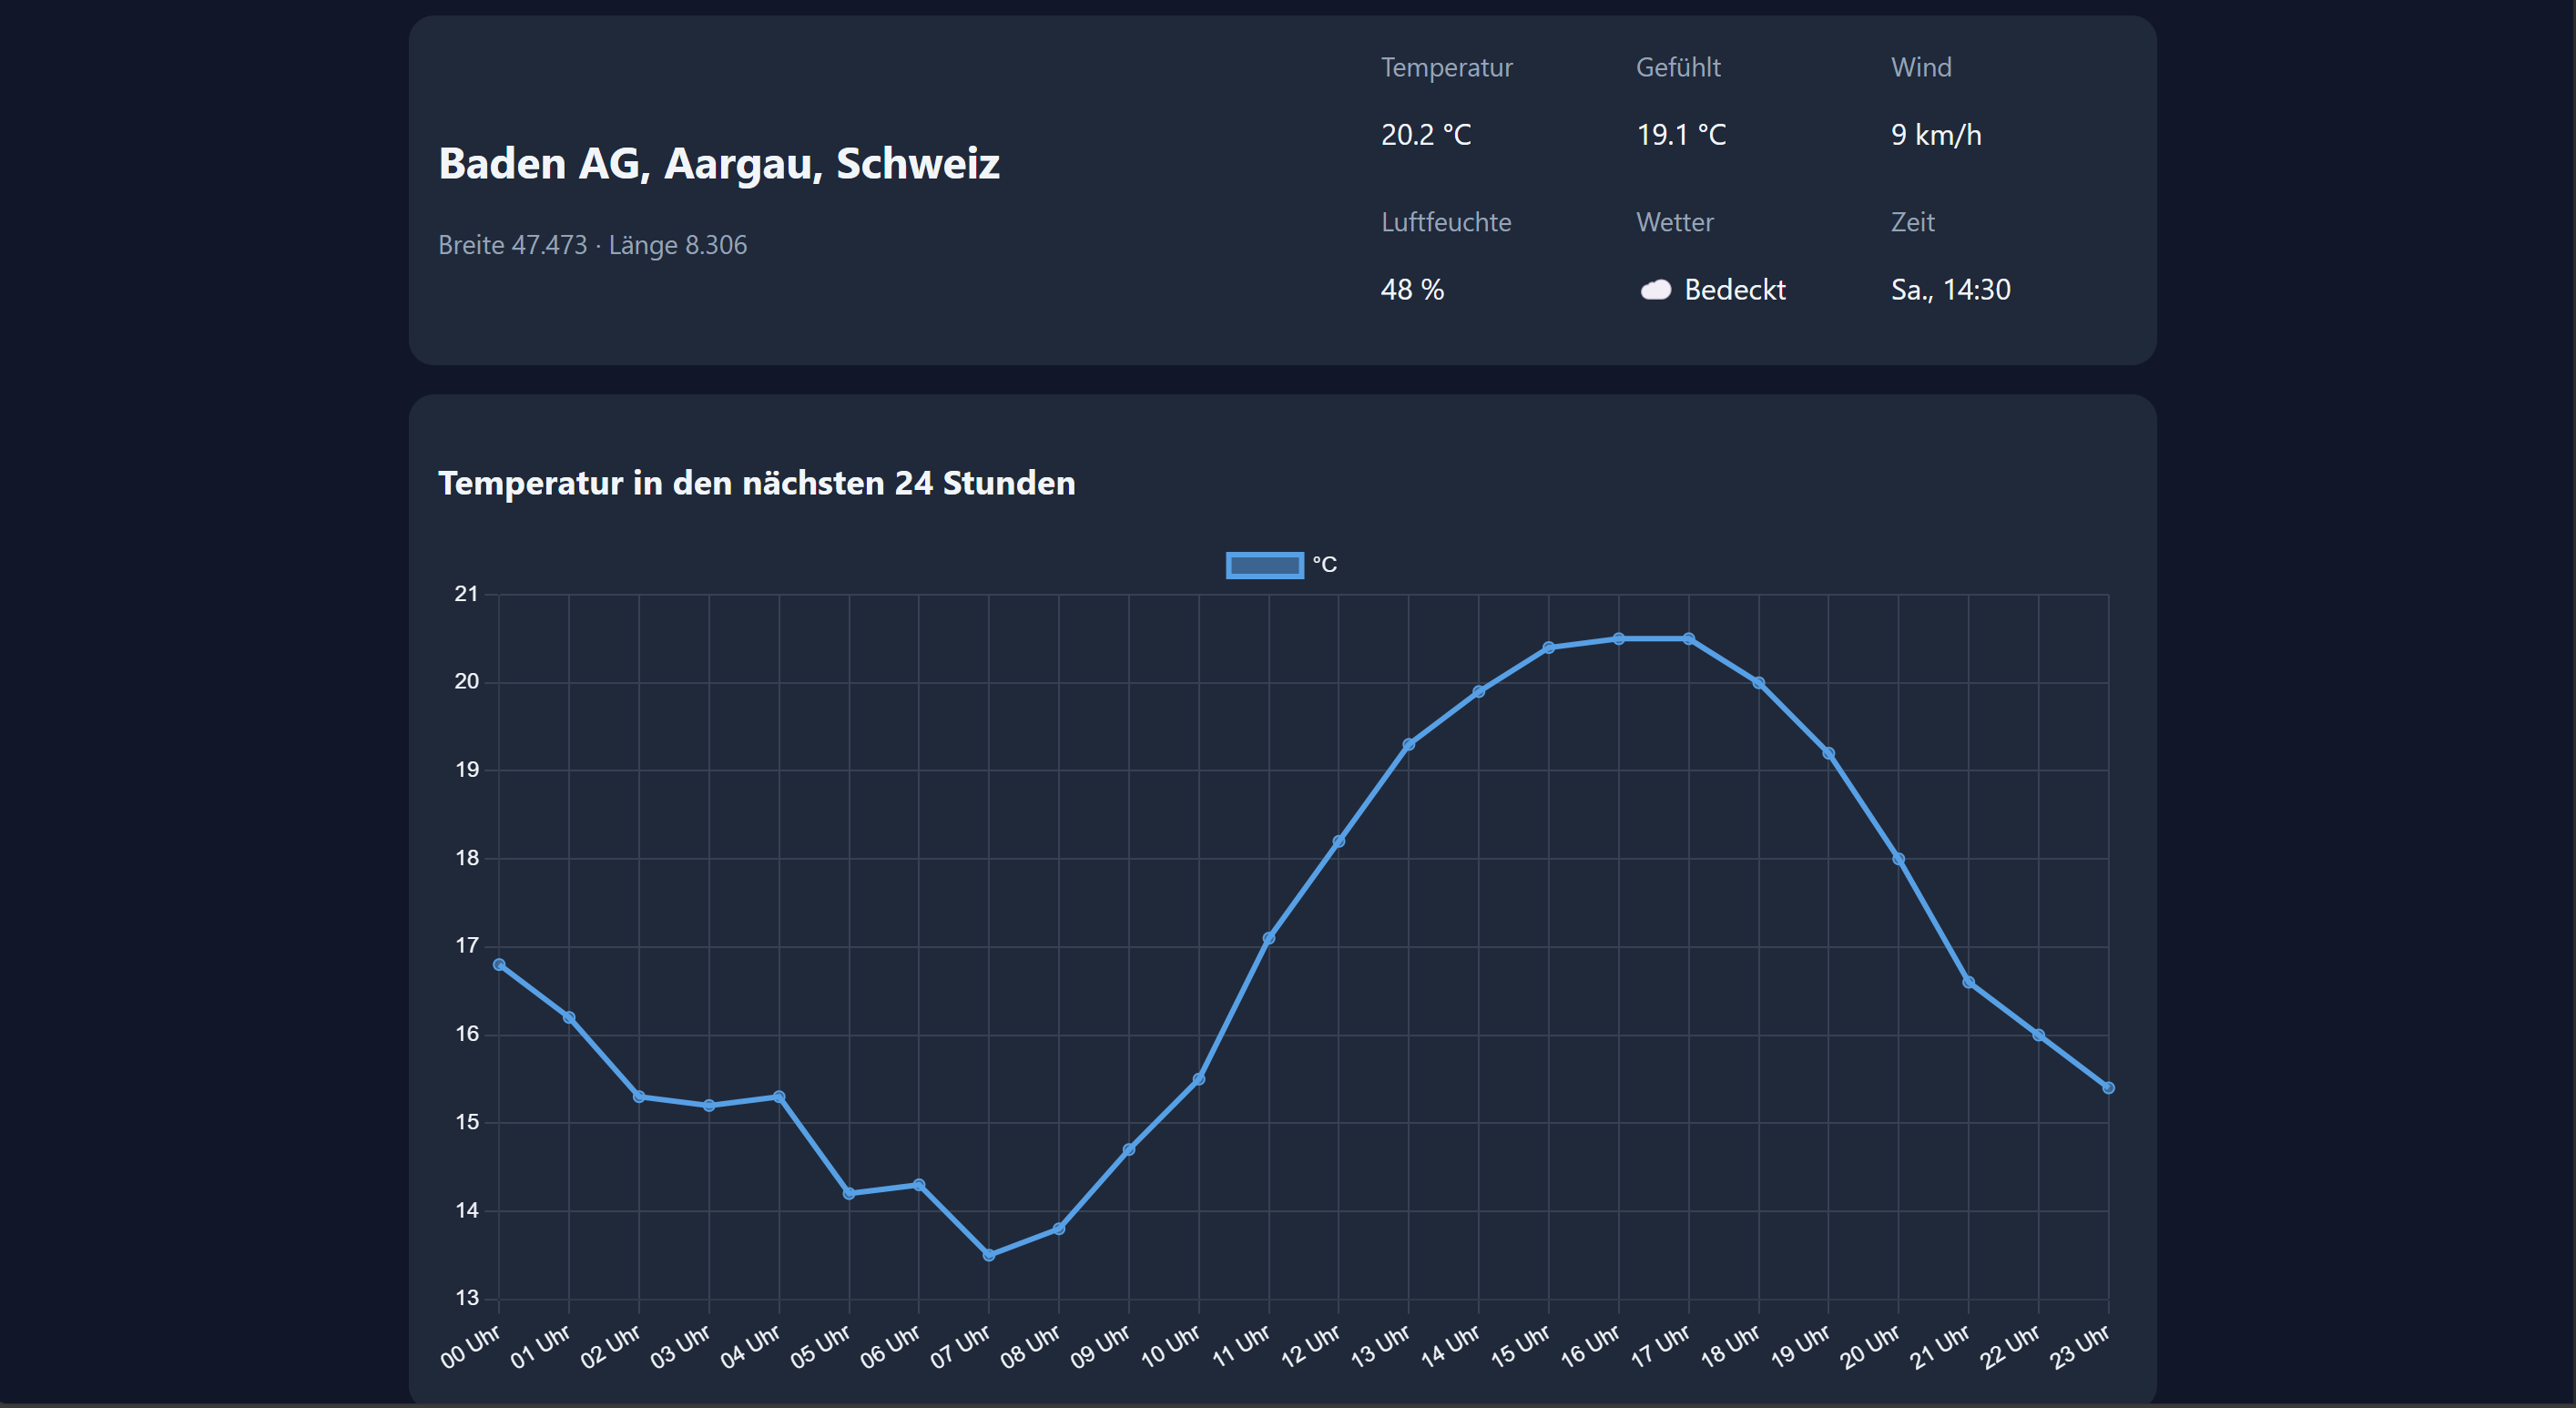 Baden AG, Aargau, Schweiz
Breite 47.473 · Länge 8.306
Temperatur
20.2 °C
Gefühlt
19.1 °C
Wind
9 km/h
Luftfeuchte
48 %
Wetter
Bedeckt
Zeit
Sa., 14:30
Temperatur in den nächsten 24 Stunden
°C
21
20
19
18
17
16
15
14
13
00 Uhr
01 Uhr
02 Uhr
03 Uhr
04 Uhr
05 Uhr
06 Uhr
07 Uhr
08 Uhr
09 Uhr
10 Uhr
11 Uhr
12 Uhr
13 Uhr
14 Uhr
15 Uhr
16 Uhr
17 Uhr
18 Uhr
19 Uhr
20 Uhr
21 Uhr
22 Uhr
23 Uhr